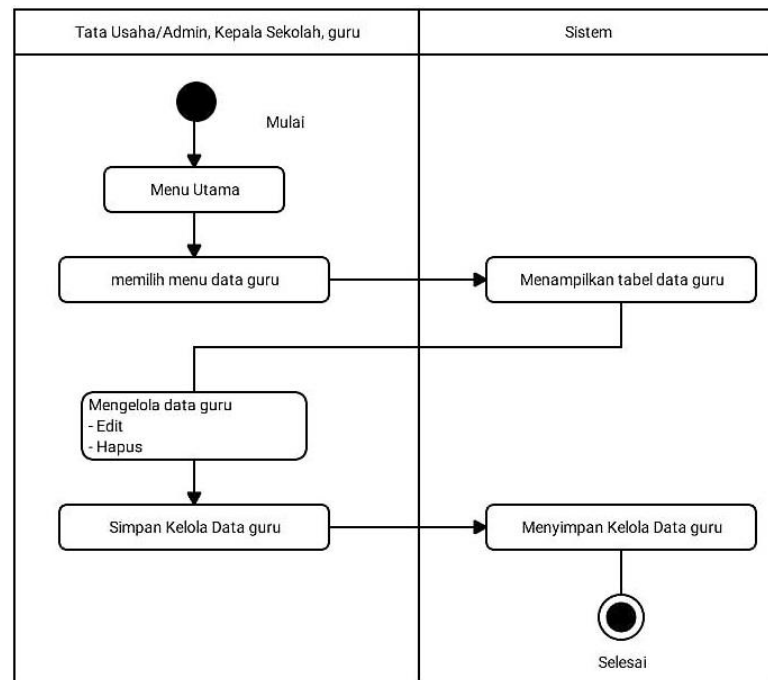 Tata Usaha/Admin, Kepala Sekolah, guru
Sistem
Mulai
Menu Utama
memilih menu data guru
Menampilkan tabel data guru
Mengelola data guru
- Edit
- Hapus
Simpan Kelola Data guru
Menyimpan Kelola Data guru
Selesai